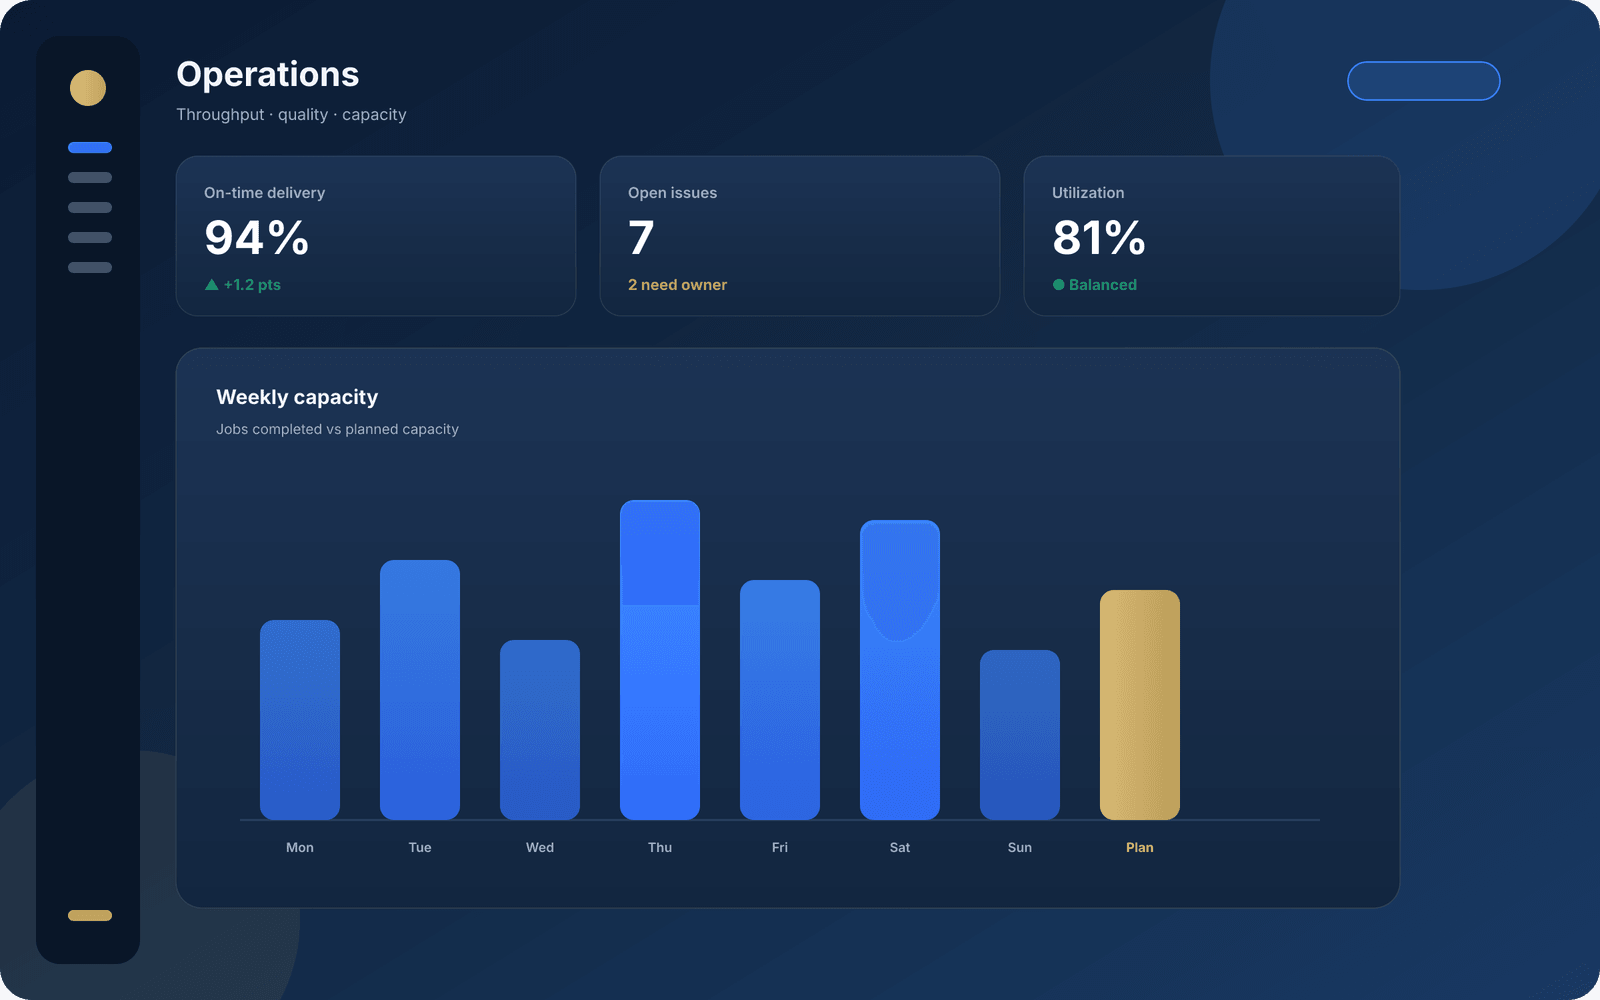 Operations
Throughput · quality · capacity
On-time delivery
94%
▲ +1.2 pts
Open issues
7
2 need owner
Utilization
81%
● Balanced
Weekly capacity
Jobs completed vs planned capacity
Mon Tue Wed Thu Fri Sat Sun Plan